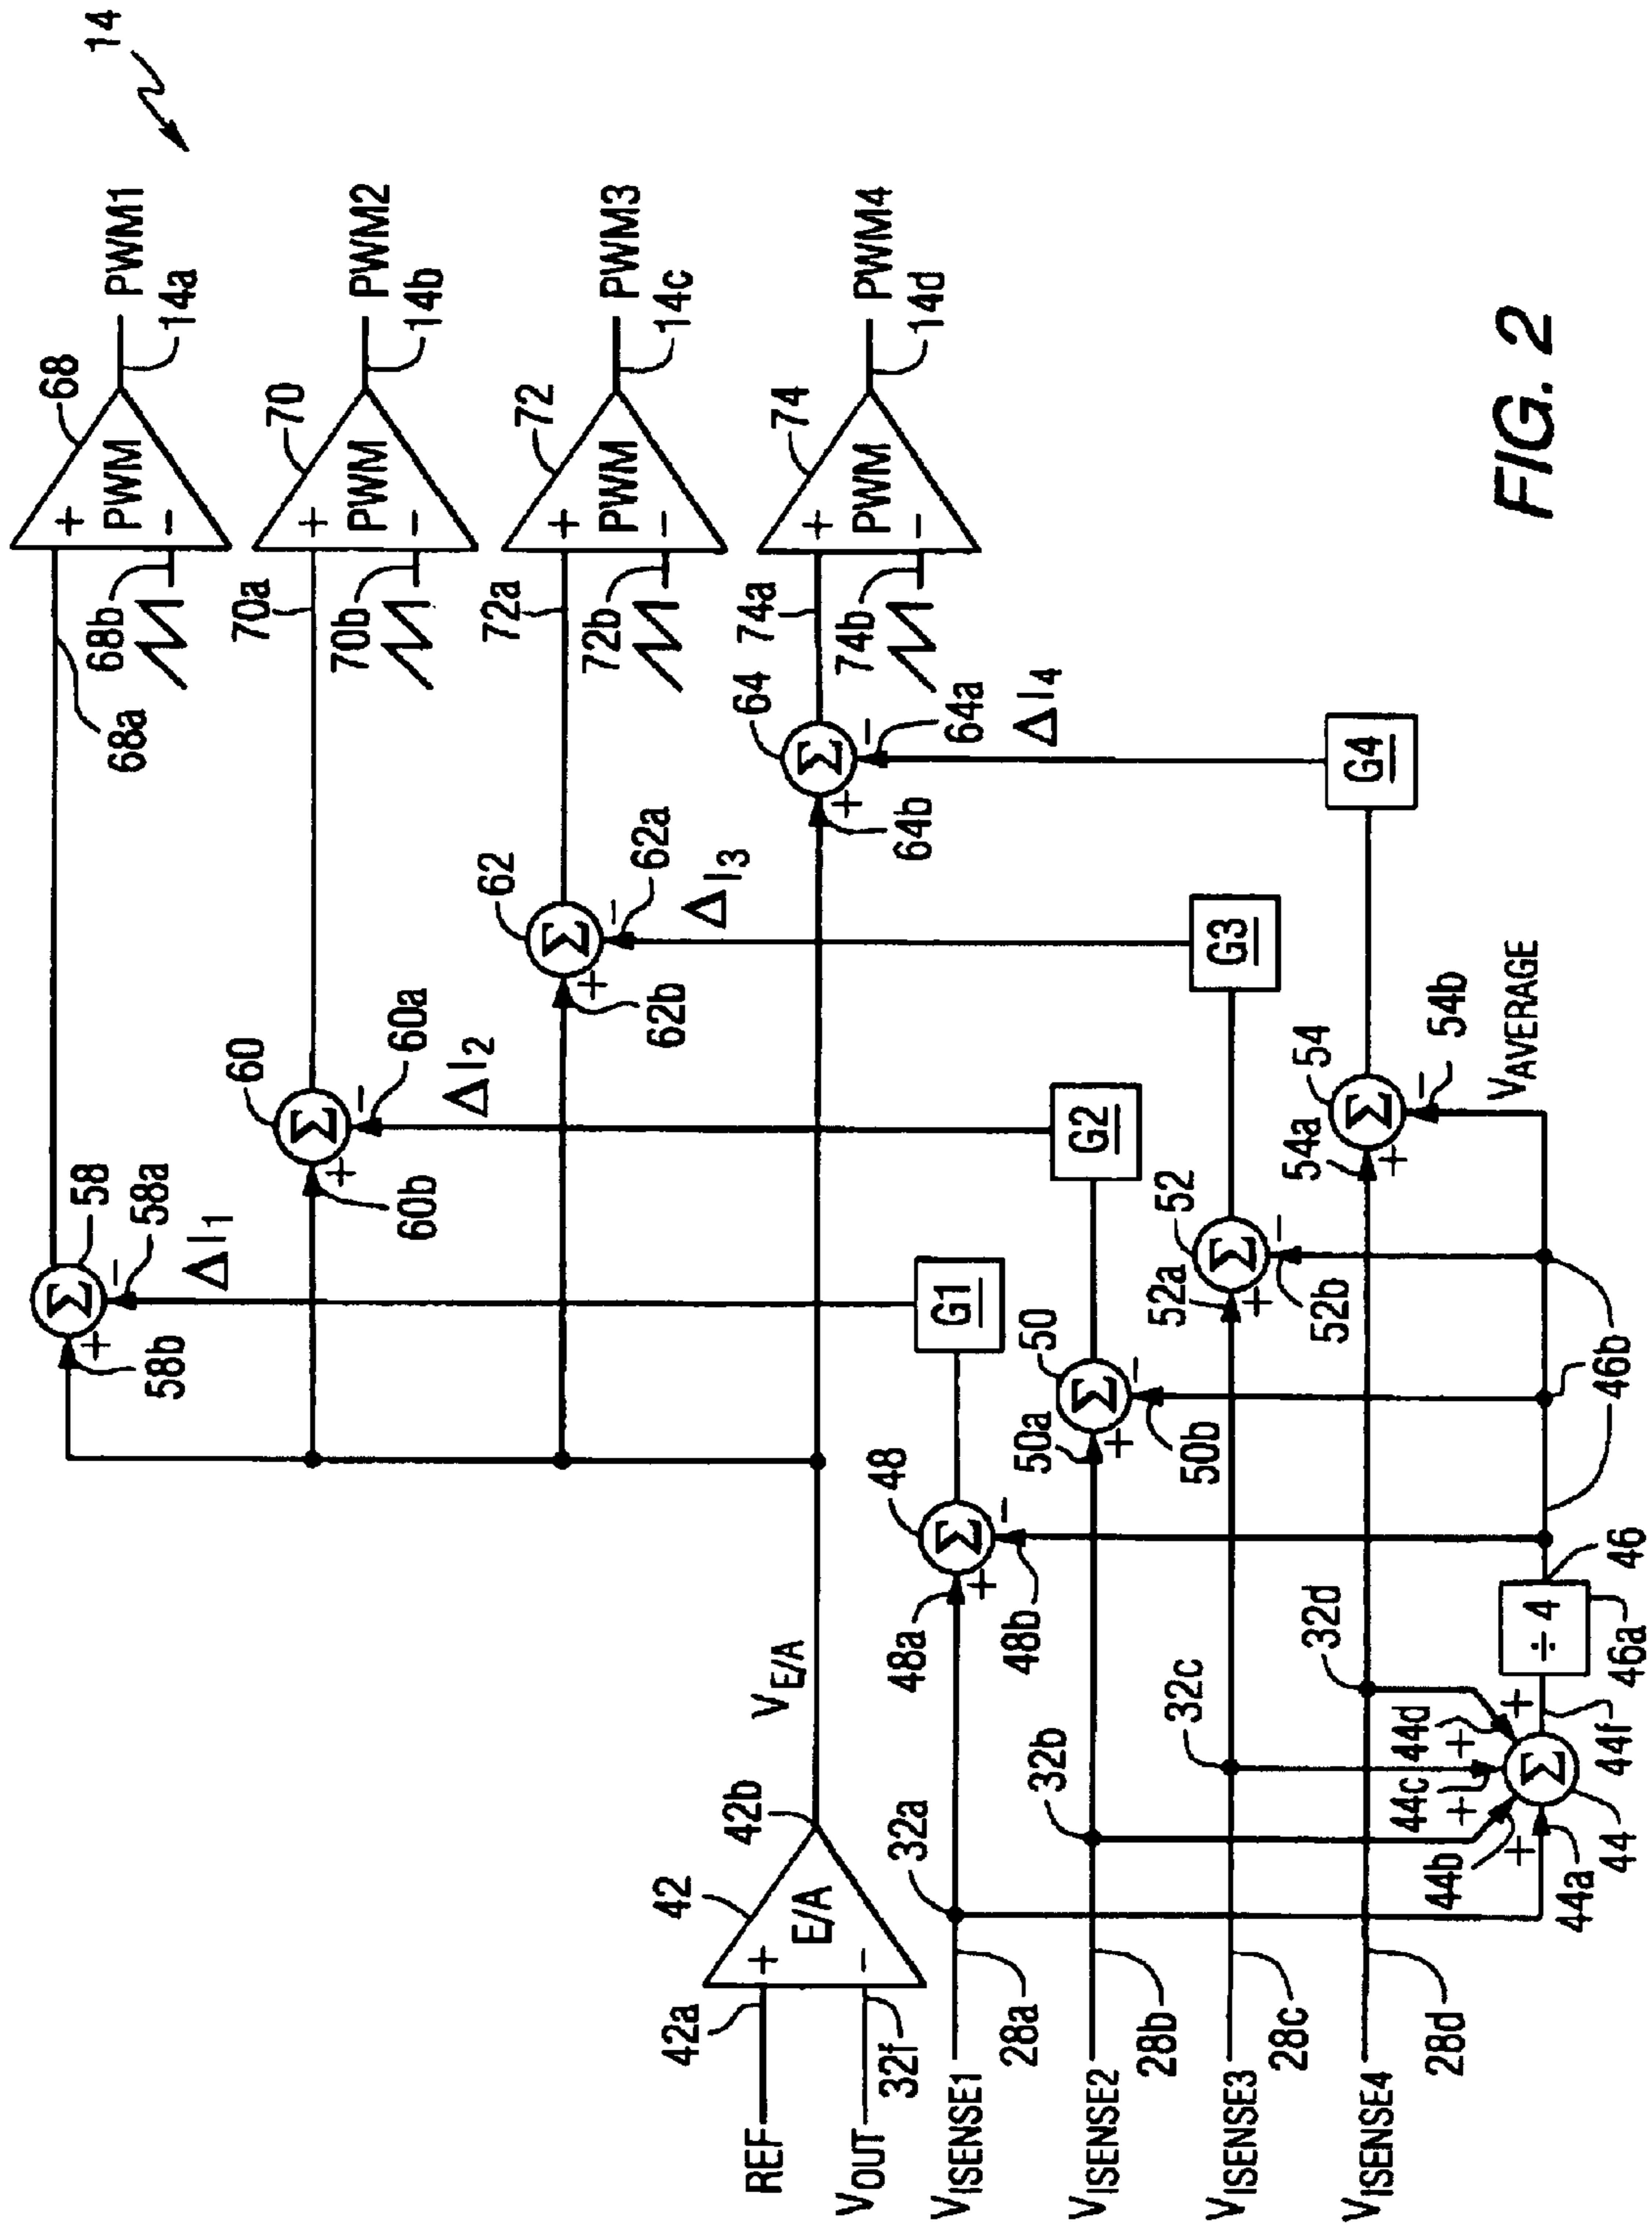 14
68
+
PWM
−
68a
68b
PWM1
14a
58
Σ
+
−
58b
58a
ΔI1
70
+
PWM
−
70a
70b
PWM2
14b
60
Σ
+
−
60b
60a
ΔI2
72
+
PWM
−
72a
72b
PWM3
14c
62
Σ
+
−
62b
62a
ΔI3
74
+
PWM
−
74a
74b
PWM4
14d
64
Σ
+
−
64b
64a
ΔI4
REF
42a
42
+
E/A
−
42b
VE/A
VOUT
32f
VISENSE1
28a
32a
48a
48
Σ
+
−
48b
G1
VISENSE2
28b
32b
50a
50
Σ
+
−
50b
G2
VISENSE3
28c
32c
52a
52
Σ
+
−
52b
G3
VISENSE4
28d
32d
54a
54
Σ
+
−
54b
G4
44a
+
44b
+
44c
+
44d
+
Σ
44
44f
÷4
46a
46
46b
VAVERAGE
FIG. 2